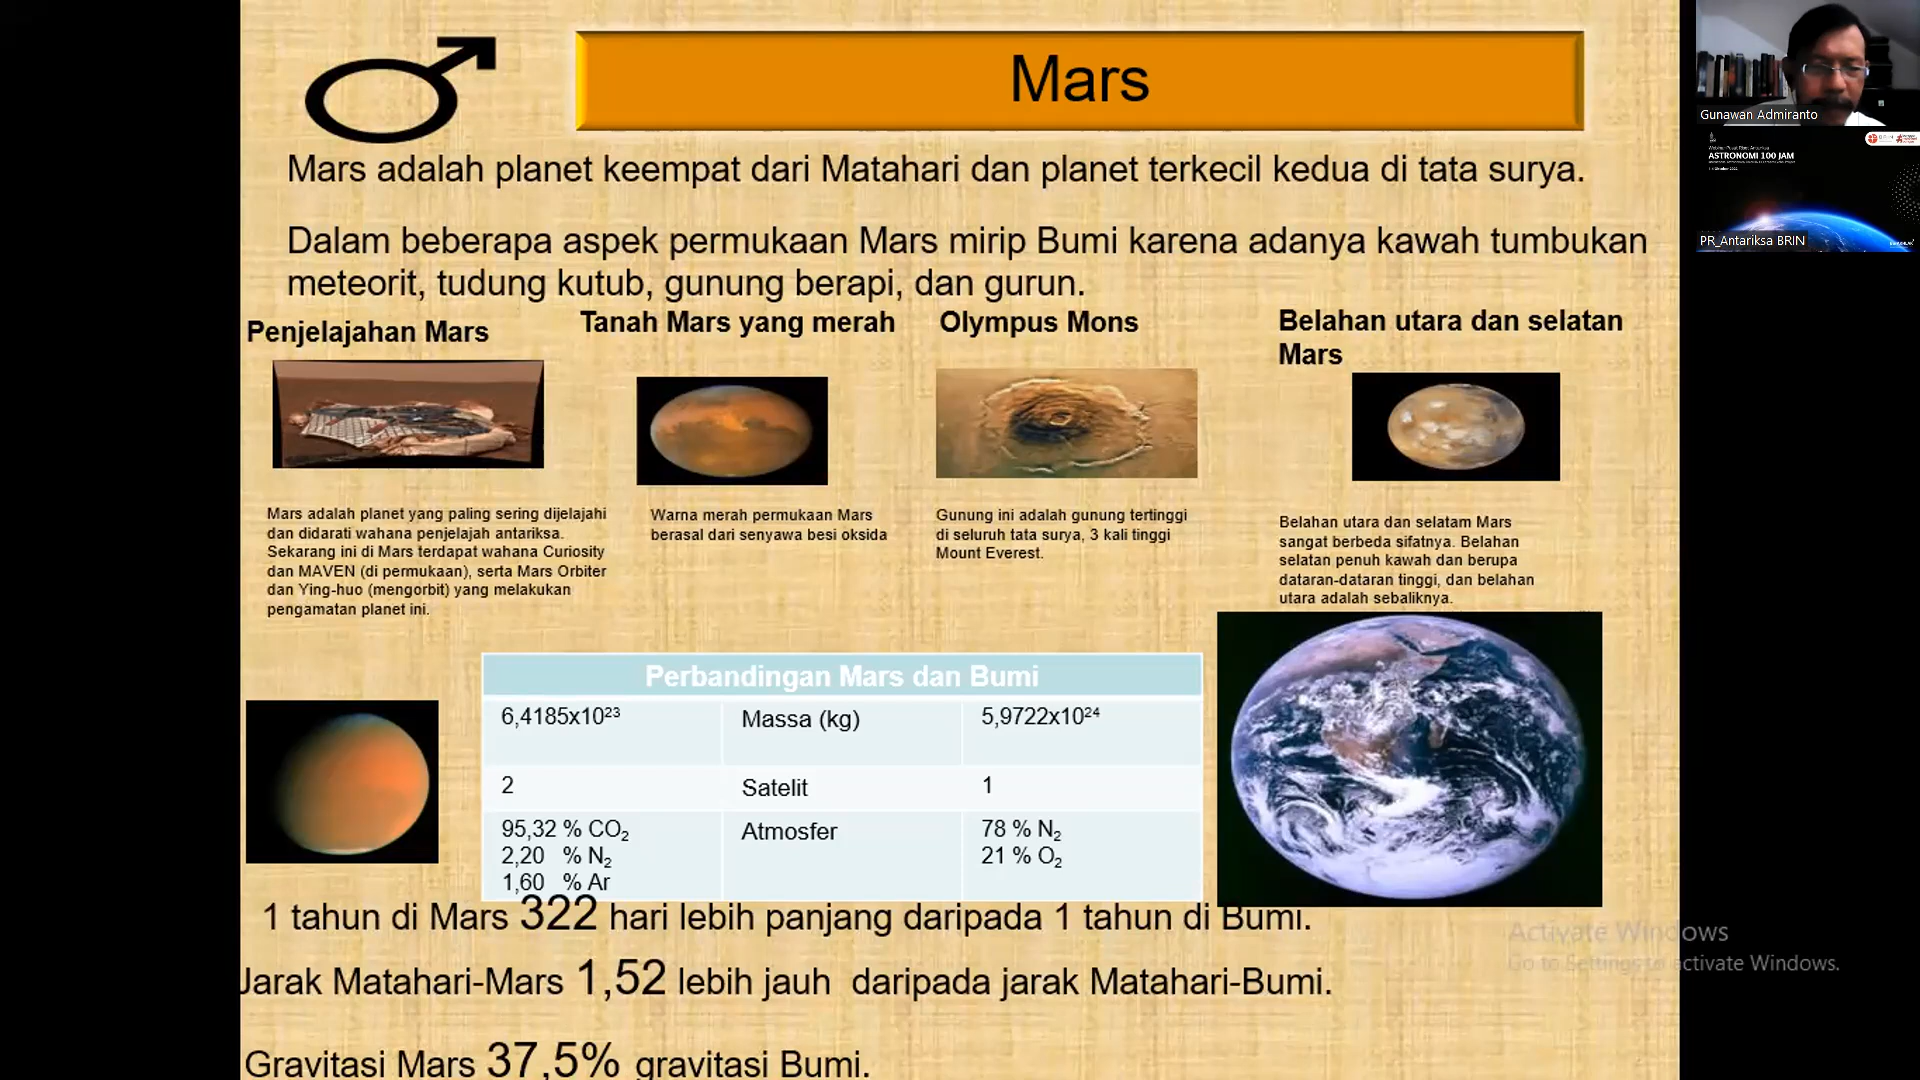 Mars
Mars adalah planet keempat dari Matahari dan planet terkecil kedua di tata surya.
Dalam beberapa aspek permukaan Mars mirip Bumi karena adanya kawah tumbukan
meteorit, tudung kutub, gunung berapi, dan gurun.
Penjelajahan Mars
Mars adalah planet yang paling sering dijelajahi
dan didarati wahana penjelajah antariksa.
Sekarang ini di Mars terdapat wahana Curiosity
dan MAVEN (di permukaan), serta Mars Orbiter
dan Ying-huo (mengorbit) yang melakukan
pengamatan planet ini.
Tanah Mars yang merah
Warna merah permukaan Mars
berasal dari senyawa besi oksida
Olympus Mons
Gunung ini adalah gunung tertinggi
di seluruh tata surya, 3 kali tinggi
Mount Everest.
Belahan utara dan selatan
Mars
Belahan utara dan selatam Mars
sangat berbeda sifatnya. Belahan
selatan penuh kawah dan berupa
dataran-dataran tinggi, dan belahan
utara adalah sebaliknya.
Perbandingan Mars dan Bumi
6,4185x10²³ Massa (kg) 5,9722x10²⁴
2 Satelit 1
95,32 % CO₂ Atmosfer 78 % N₂
2,20 % N₂ 21 % O₂
1,60 % Ar
1 tahun di Mars 322 hari lebih panjang daripada 1 tahun di Bumi.
Jarak Matahari-Mars 1,52 lebih jauh daripada jarak Matahari-Bumi.
Gravitasi Mars 37,5% gravitasi Bumi.
Activate Windows
Go to Settings to activate Windows.
Gunawan Admiranto
ASTRONOMI 100 JAM
PR_Antariksa BRIN